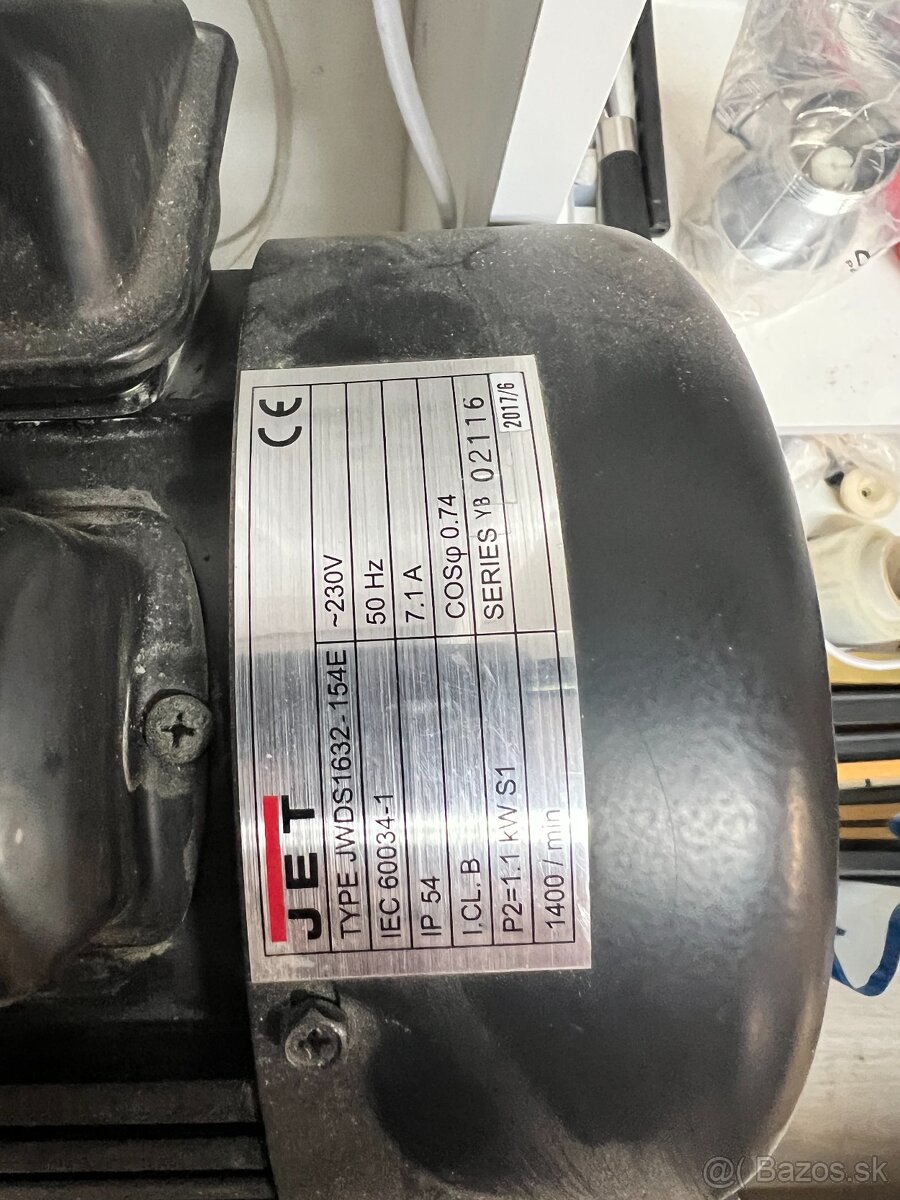 JET CE
TYPE JWDS1632-154E ~230V
IEC 60034-1 50 Hz
IP 54 7.1 A
I.CL. B COSφ 0.74
P2=1.1 kW S1 SERIES YB 02116
1400 / min 2017/6
@( Bazos.sk